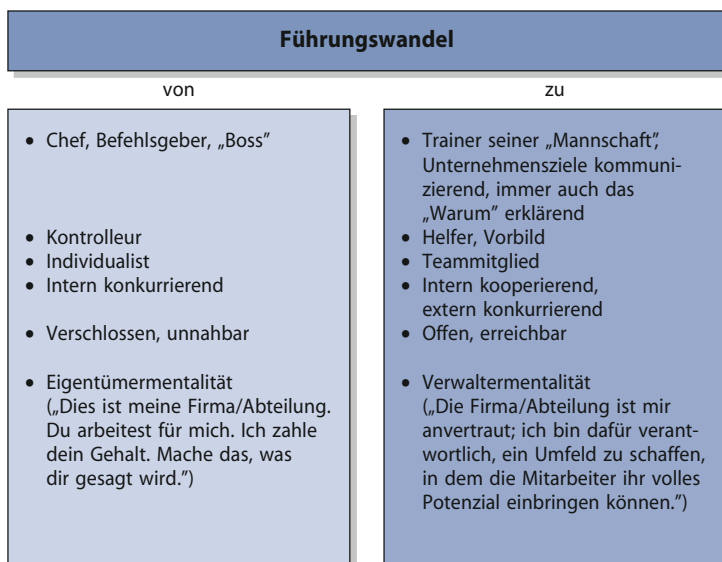 Führungswandel
von
• Chef, Befehlsgeber, „Boss”
• Kontrolleur
• Individualist
• Intern konkurrierend
• Verschlossen, unnahbar
• Eigentümermentalität
(„Dies ist meine Firma/Abteilung.
Du arbeitest für mich. Ich zahle
dein Gehalt. Mache das, was
dir gesagt wird.”)
zu
• Trainer seiner „Mannschaft”,
Unternehmensziele kommuni-
zierend, immer auch das
„Warum” erklärend
• Helfer, Vorbild
• Teammitglied
• Intern kooperierend,
extern konkurrierend
• Offen, erreichbar
• Verwaltermentalität
(„Die Firma/Abteilung ist mir
anvertraut; ich bin dafür verant-
wortlich, ein Umfeld zu schaffen,
in dem die Mitarbeiter ihr volles
Potenzial einbringen können.”)